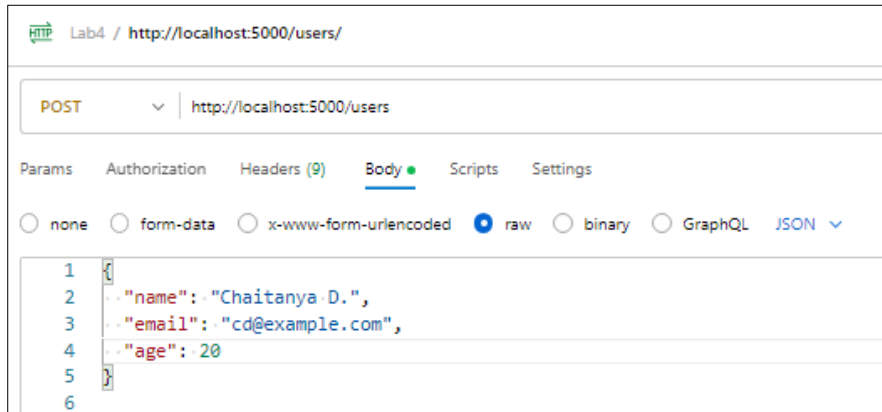 HTTP Lab4 / http://localhost:5000/users/
POST http://localhost:5000/users
Params Authorization Headers (9) Body Scripts Settings
none form-data x-www-form-urlencoded raw binary GraphQL JSON
1 {
2 "name": "Chaitanya D.",
3 "email": "cd@example.com",
4 "age": 20
5 }
6